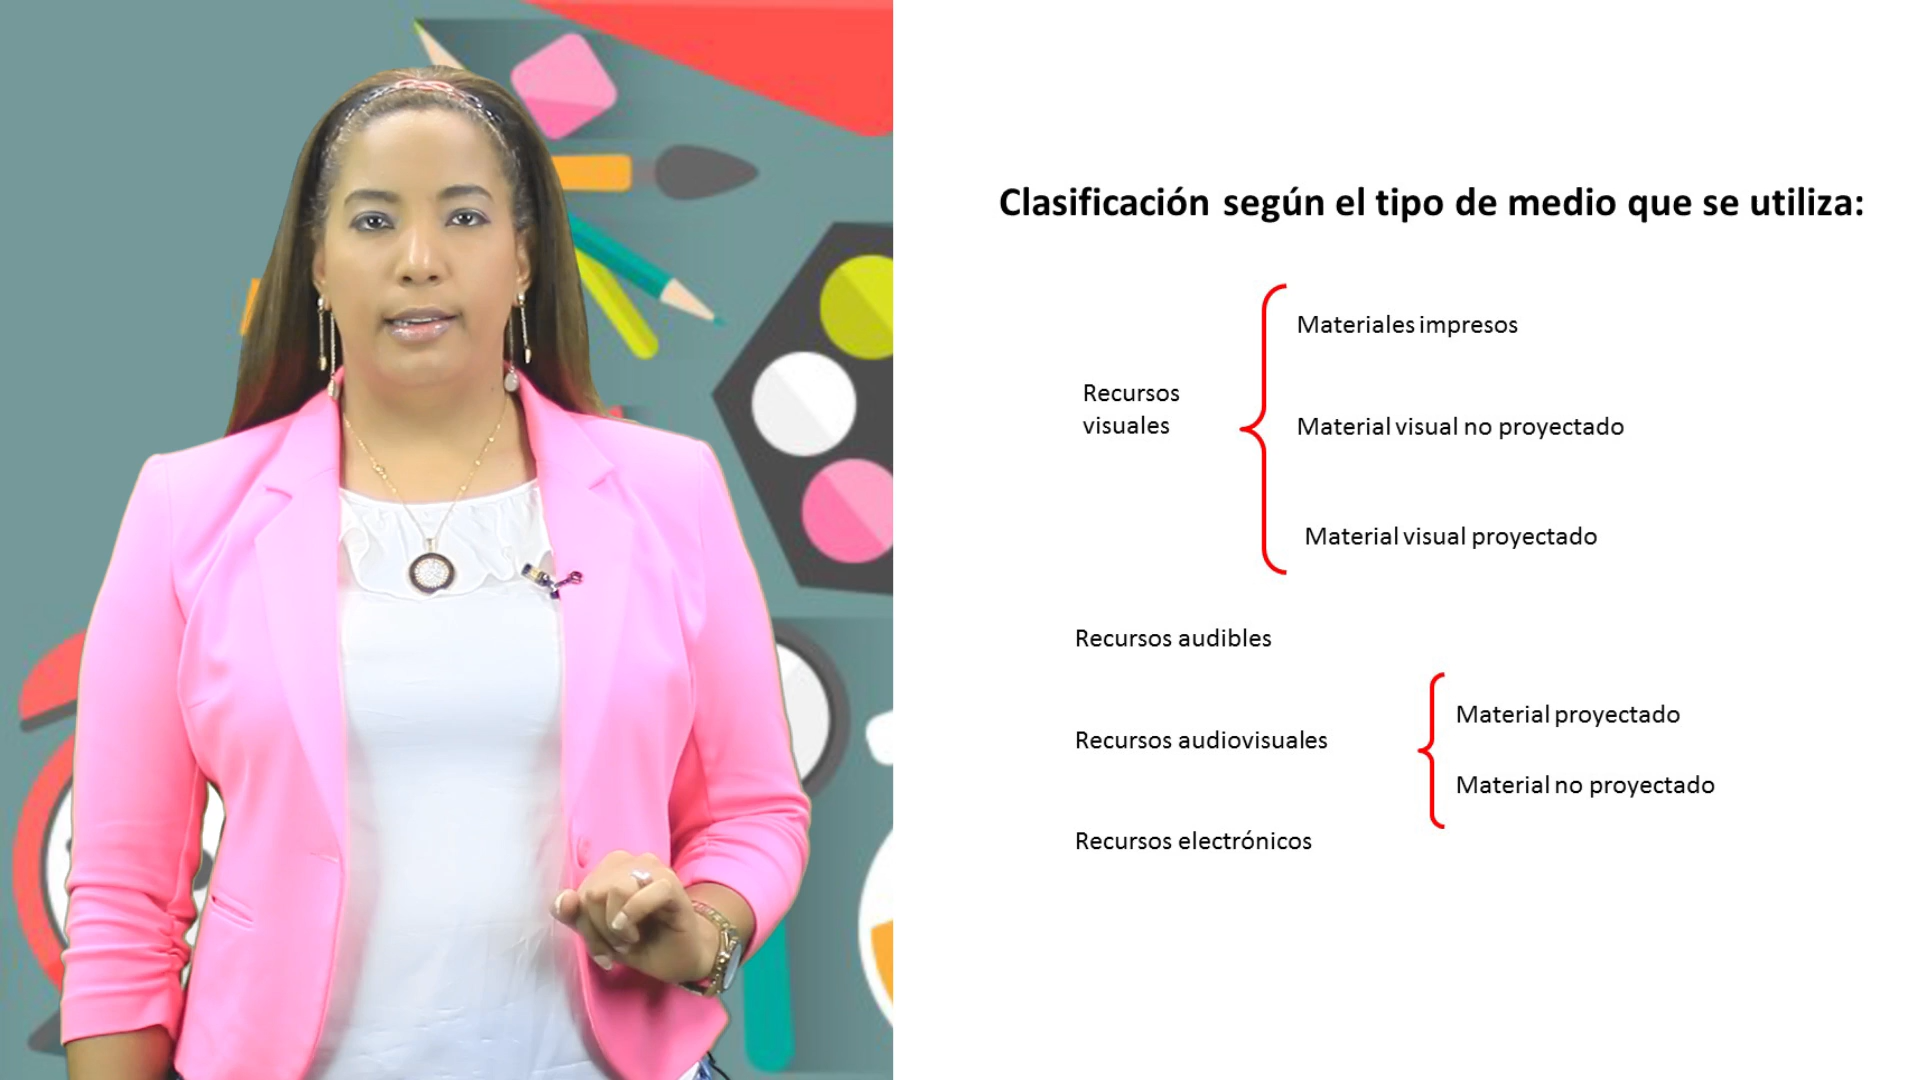 Clasificación según el tipo de medio que se utiliza:
Recursos
visuales
Materiales impresos
Material visual no proyectado
Material visual proyectado
Recursos audibles
Recursos audiovisuales
Material proyectado
Material no proyectado
Recursos electrónicos